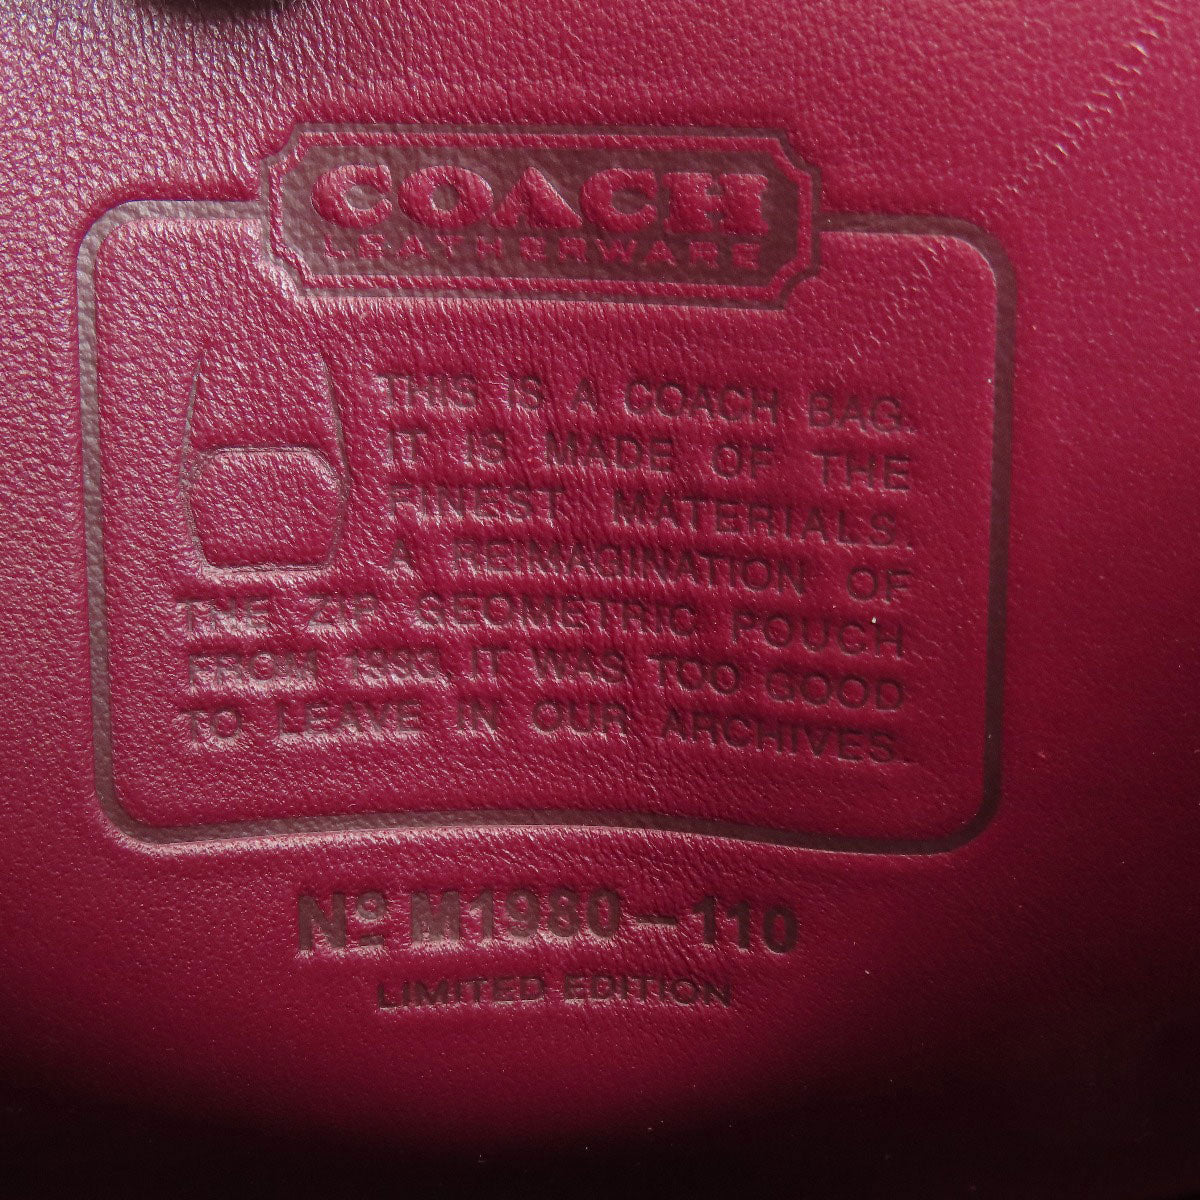 COACH
LEATHERWARE
THIS IS A COACH BAG.
IT IS MADE OF THE
FINEST MATERIALS.
A REIMAGINATION OF
THE ZIP GEOMETRIC POUCH
FROM IT WAS TOO GOOD
TO LEAVE IN OUR ARCHIVES.
Nº M1980-110
LIMITED EDITION